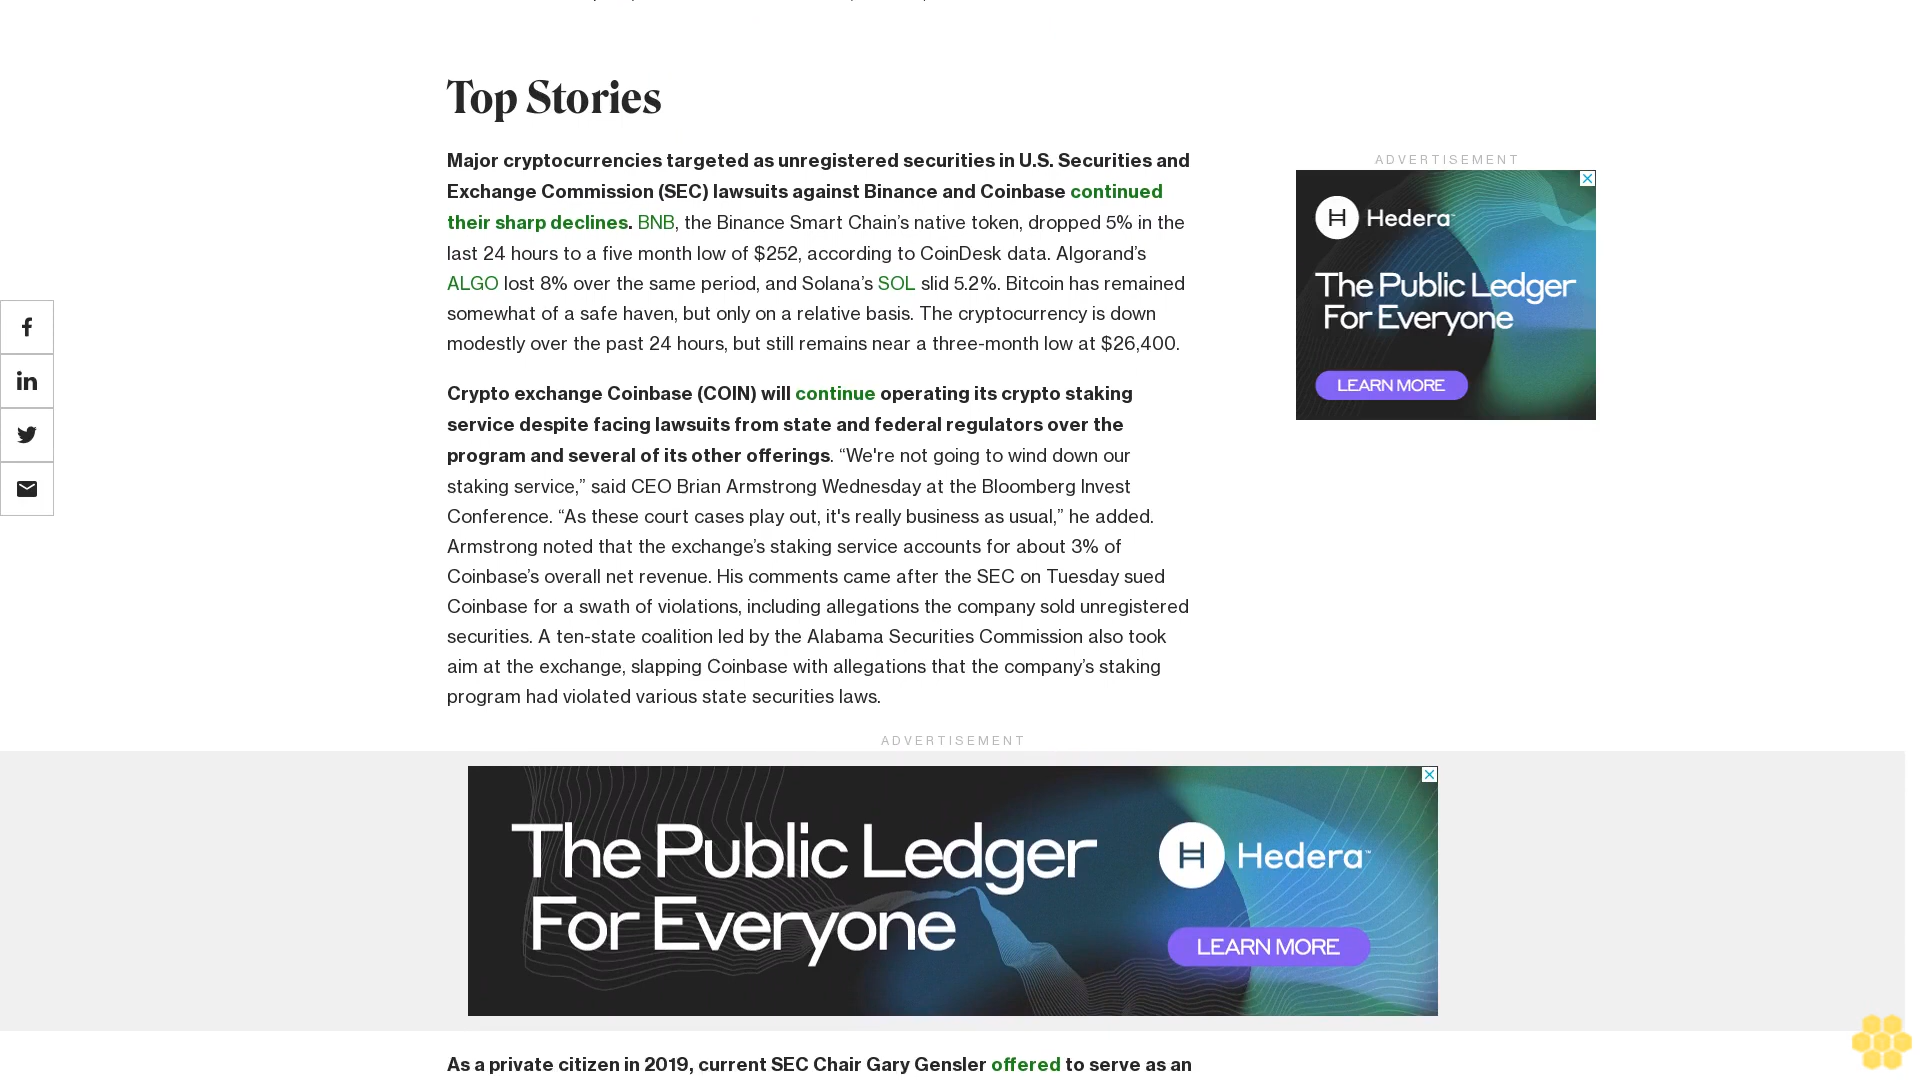 Top Stories
Major cryptocurrencies targeted as unregistered securities in U.S. Securities and
Exchange Commission (SEC) lawsuits against Binance and Coinbase continued
their sharp declines. BNB, the Binance Smart Chain’s native token, dropped 5% in the
last 24 hours to a five month low of $252, according to CoinDesk data. Algorand’s
ALGO lost 8% over the same period, and Solana’s SOL slid 5.2%. Bitcoin has remained
somewhat of a safe haven, but only on a relative basis. The cryptocurrency is down
modestly over the past 24 hours, but still remains near a three-month low at $26,400.
Crypto exchange Coinbase (COIN) will continue operating its crypto staking
service despite facing lawsuits from state and federal regulators over the
program and several of its other offerings. “We're not going to wind down our
staking service,” said CEO Brian Armstrong Wednesday at the Bloomberg Invest
Conference. “As these court cases play out, it's really business as usual,” he added.
Armstrong noted that the exchange’s staking service accounts for about 3% of
Coinbase’s overall net revenue. His comments came after the SEC on Tuesday sued
Coinbase for a swath of violations, including allegations the company sold unregistered
securities. A ten-state coalition led by the Alabama Securities Commission also took
aim at the exchange, slapping Coinbase with allegations that the company’s staking
program had violated various state securities laws.
ADVERTISEMENT
Hedera
The Public Ledger
For Everyone
LEARN MORE
ADVERTISEMENT
The Public Ledger
For Everyone
Hedera™
LEARN MORE
As a private citizen in 2019, current SEC Chair Gary Gensler offered to serve as an